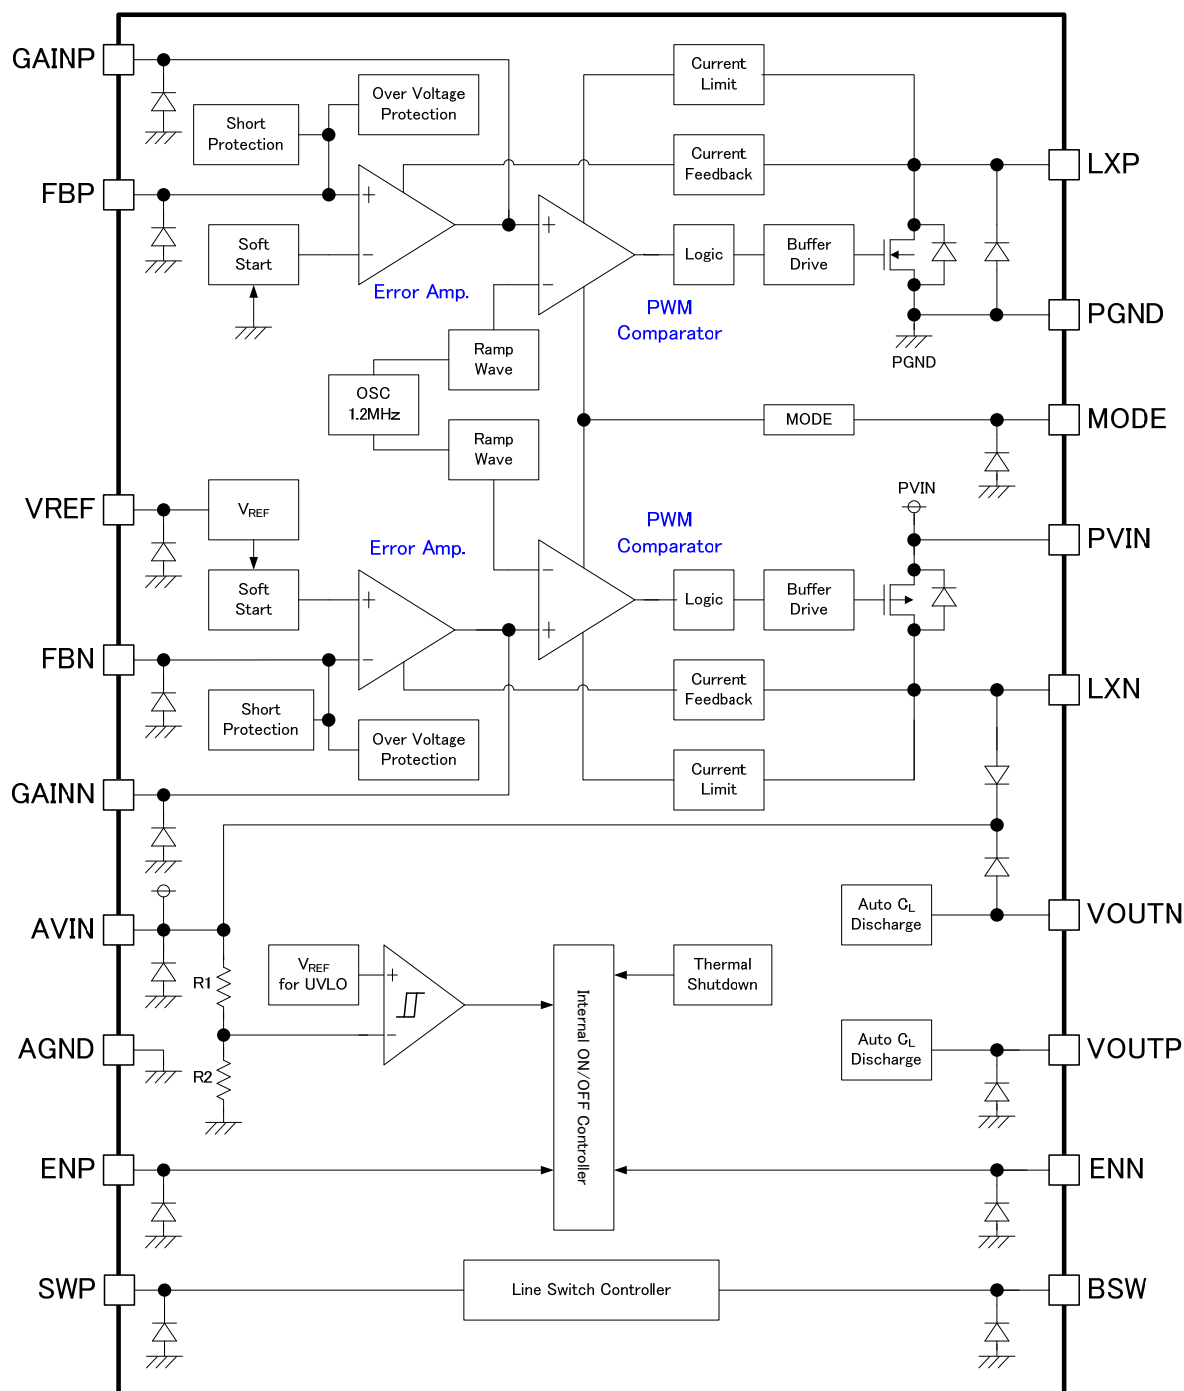 GAINP
Over Voltage
Protection
Current
Limit
Short
Protection
Current
Feedback
LXP
FBP
+
+
Soft
Start
−
Logic
Buffer
Drive
Error Amp.
−
PWM
Comparator
PGND
PGND
Ramp
Wave
OSC
1.2MHz
MODE
MODE
Ramp
Wave
VREF
VREF
PVIN
PVIN
Error Amp.
PWM
Comparator
−
Soft
Start
+
Logic
Buffer
Drive
+
FBN
−
Current
Feedback
LXN
Short
Protection
Over Voltage
Protection
Current
Limit
GAINN
AVIN
Auto CL
Discharge
VOUTN
R1
VREF
for UVLO
+
−
Thermal
Shutdown
Internal ON/OFF Controller
AGND
R2
Auto CL
Discharge
VOUTP
ENP
ENN
SWP
Line Switch Controller
BSW